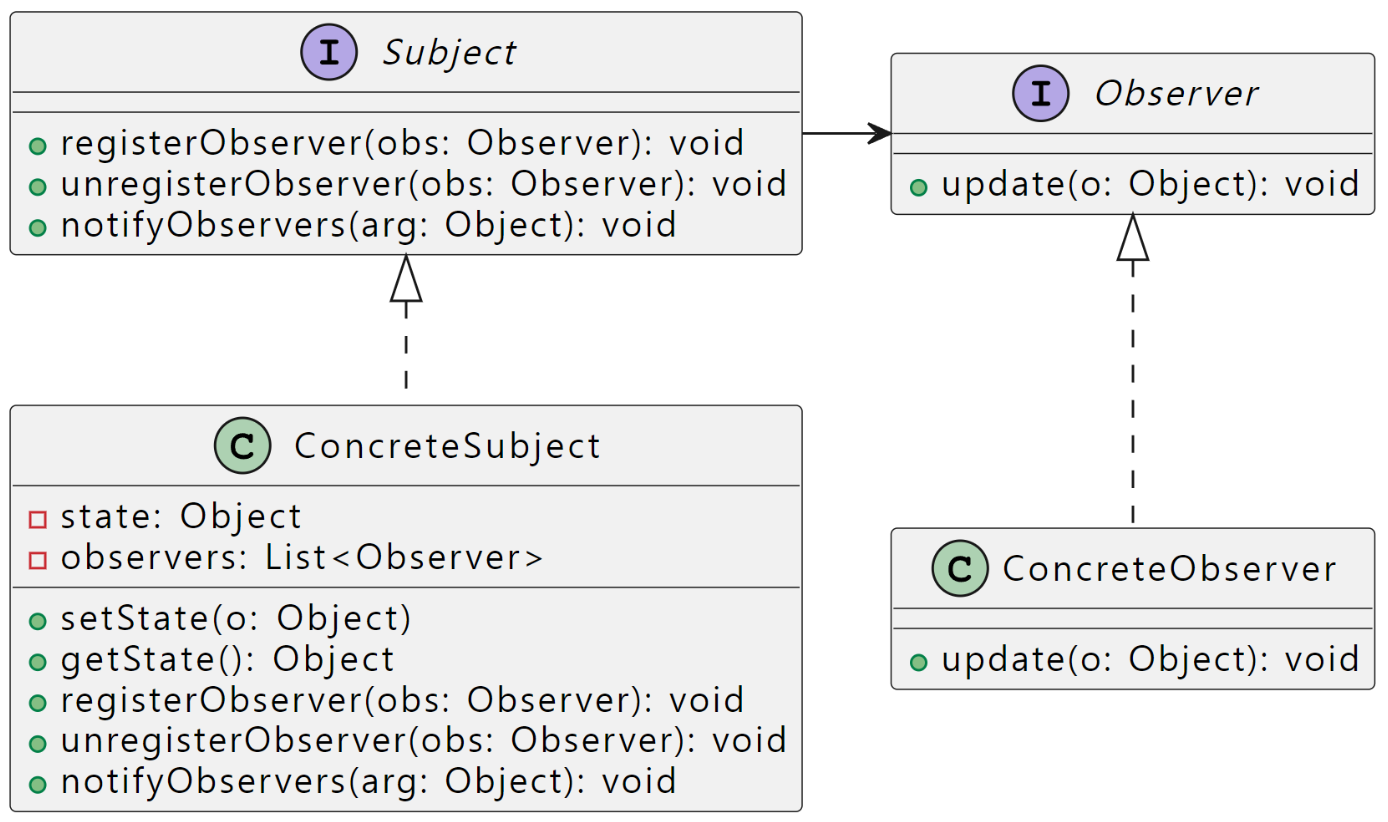 I Subject
registerObserver(obs: Observer): void
unregisterObserver(obs: Observer): void
notifyObservers(arg: Object): void
I Observer
update(o: Object): void
C ConcreteSubject
state: Object
observers: List<Observer>
setState(o: Object)
getState(): Object
registerObserver(obs: Observer): void
unregisterObserver(obs: Observer): void
notifyObservers(arg: Object): void
C ConcreteObserver
update(o: Object): void